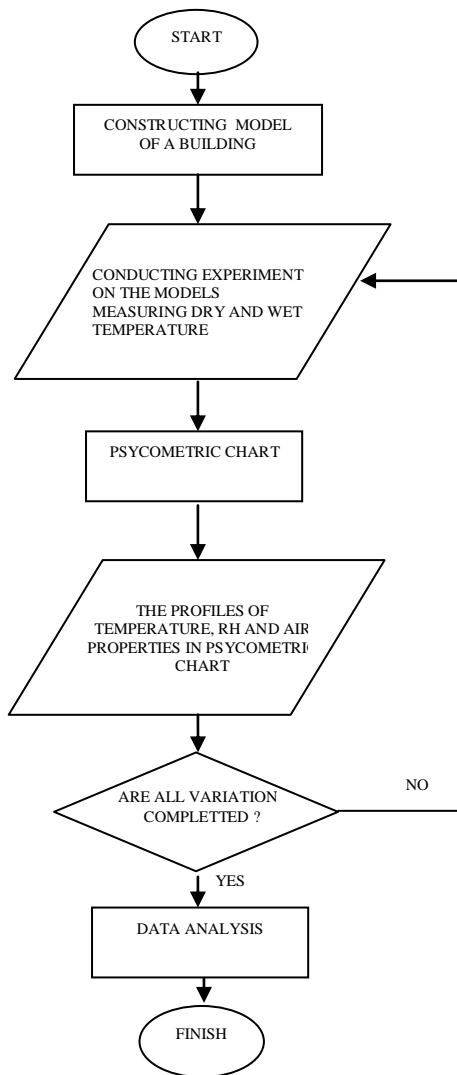 START
CONSTRUCTING MODEL
OF A BUILDING
CONDUCTING EXPERIMENT
ON THE MODELS
MEASURING DRY AND WET
TEMPERATURE
PSYCOMETRIC CHART
THE PROFILES OF
TEMPERATURE, RH AND AIR
PROPERTIES IN PSYCOMETRIC
CHART
ARE ALL VARIATION
COMPLETTED ?
NO
YES
DATA ANALYSIS
FINISH